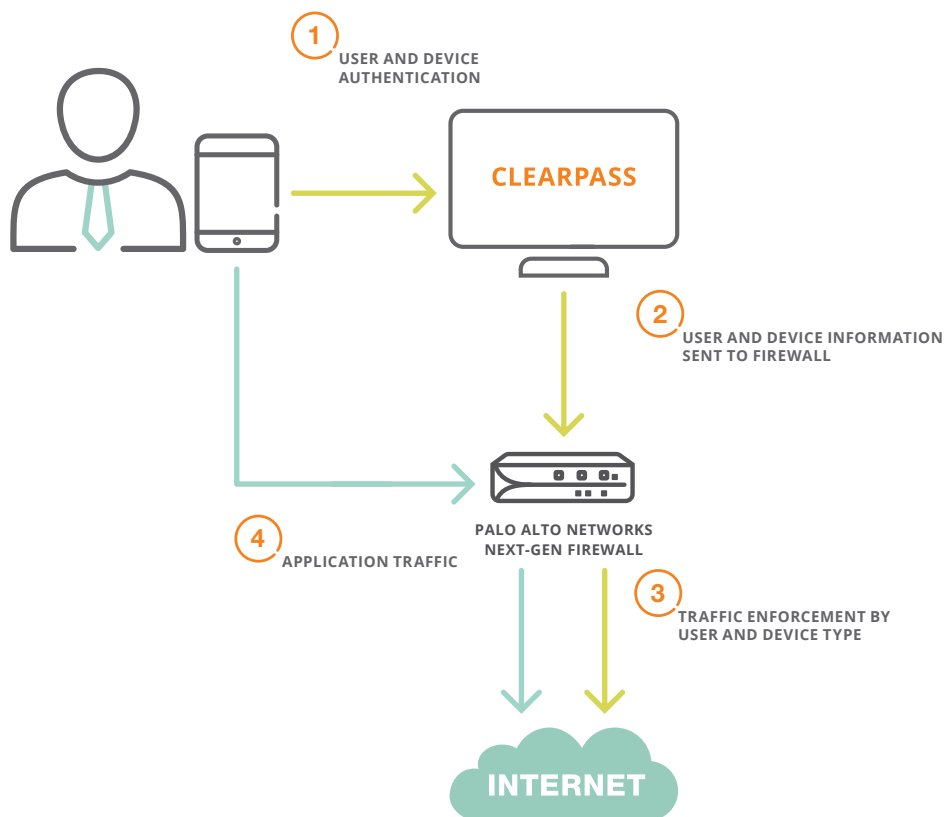 1
USER AND DEVICE
AUTHENTICATION
CLEARPASS
2
USER AND DEVICE INFORMATION
SENT TO FIREWALL
PALO ALTO NETWORKS
NEXT-GEN FIREWALL
4
APPLICATION TRAFFIC
3
TRAFFIC ENFORCEMENT BY
USER AND DEVICE TYPE
INTERNET